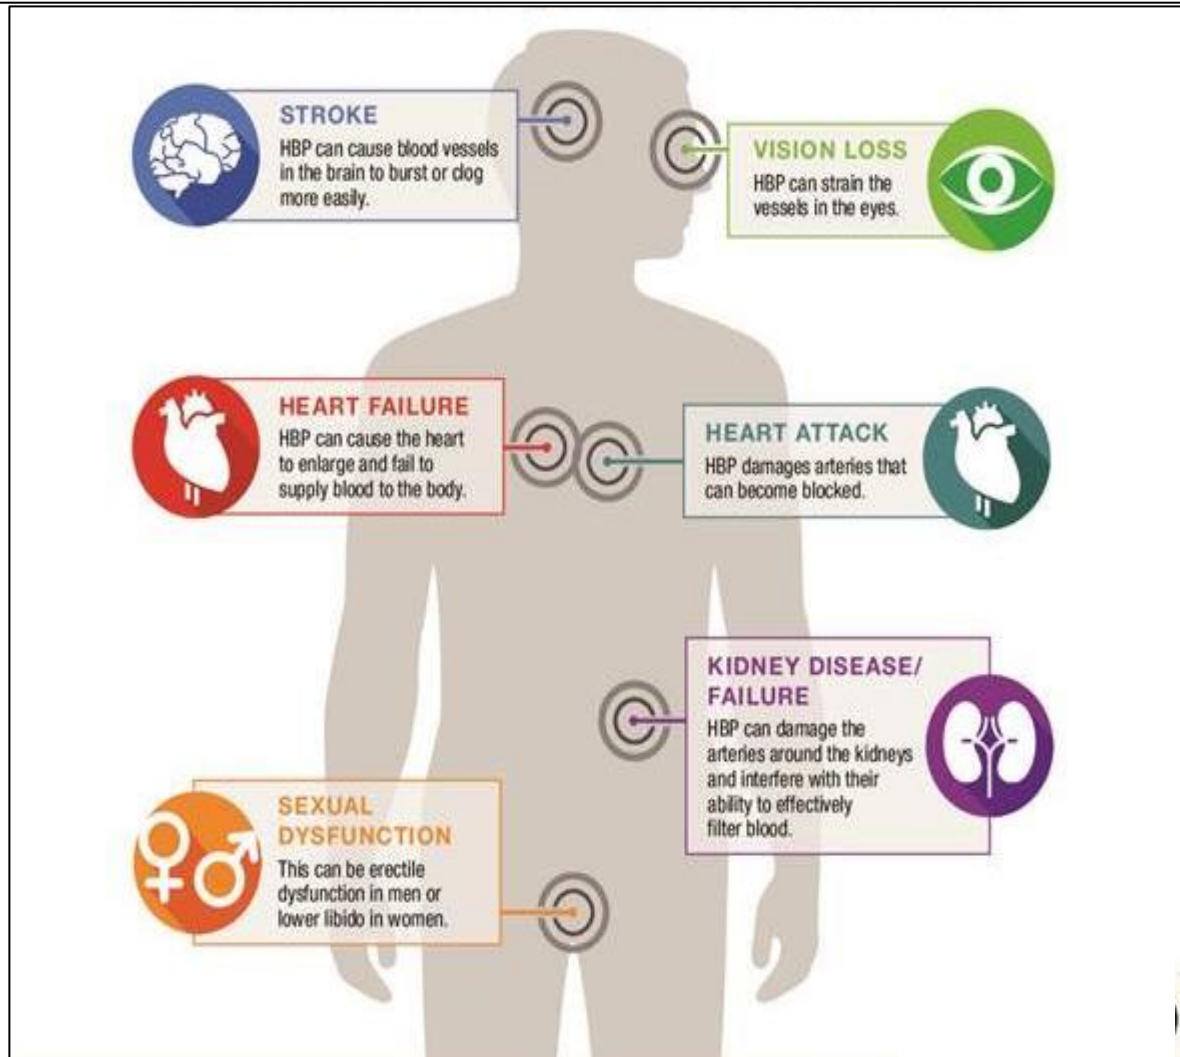 STROKE
HBP can cause blood vessels
in the brain to burst or clog
more easily.
VISION LOSS
HBP can strain the
vessels in the eyes.
HEART FAILURE
HBP can cause the heart
to enlarge and fail to
supply blood to the body.
HEART ATTACK
HBP damages arteries that
can become blocked.
KIDNEY DISEASE/
FAILURE
HBP can damage the
arteries around the kidneys
and interfere with their
ability to effectively
filter blood.
SEXUAL
DYSFUNCTION
This can be erectile
dysfunction in men or
lower libido in women.